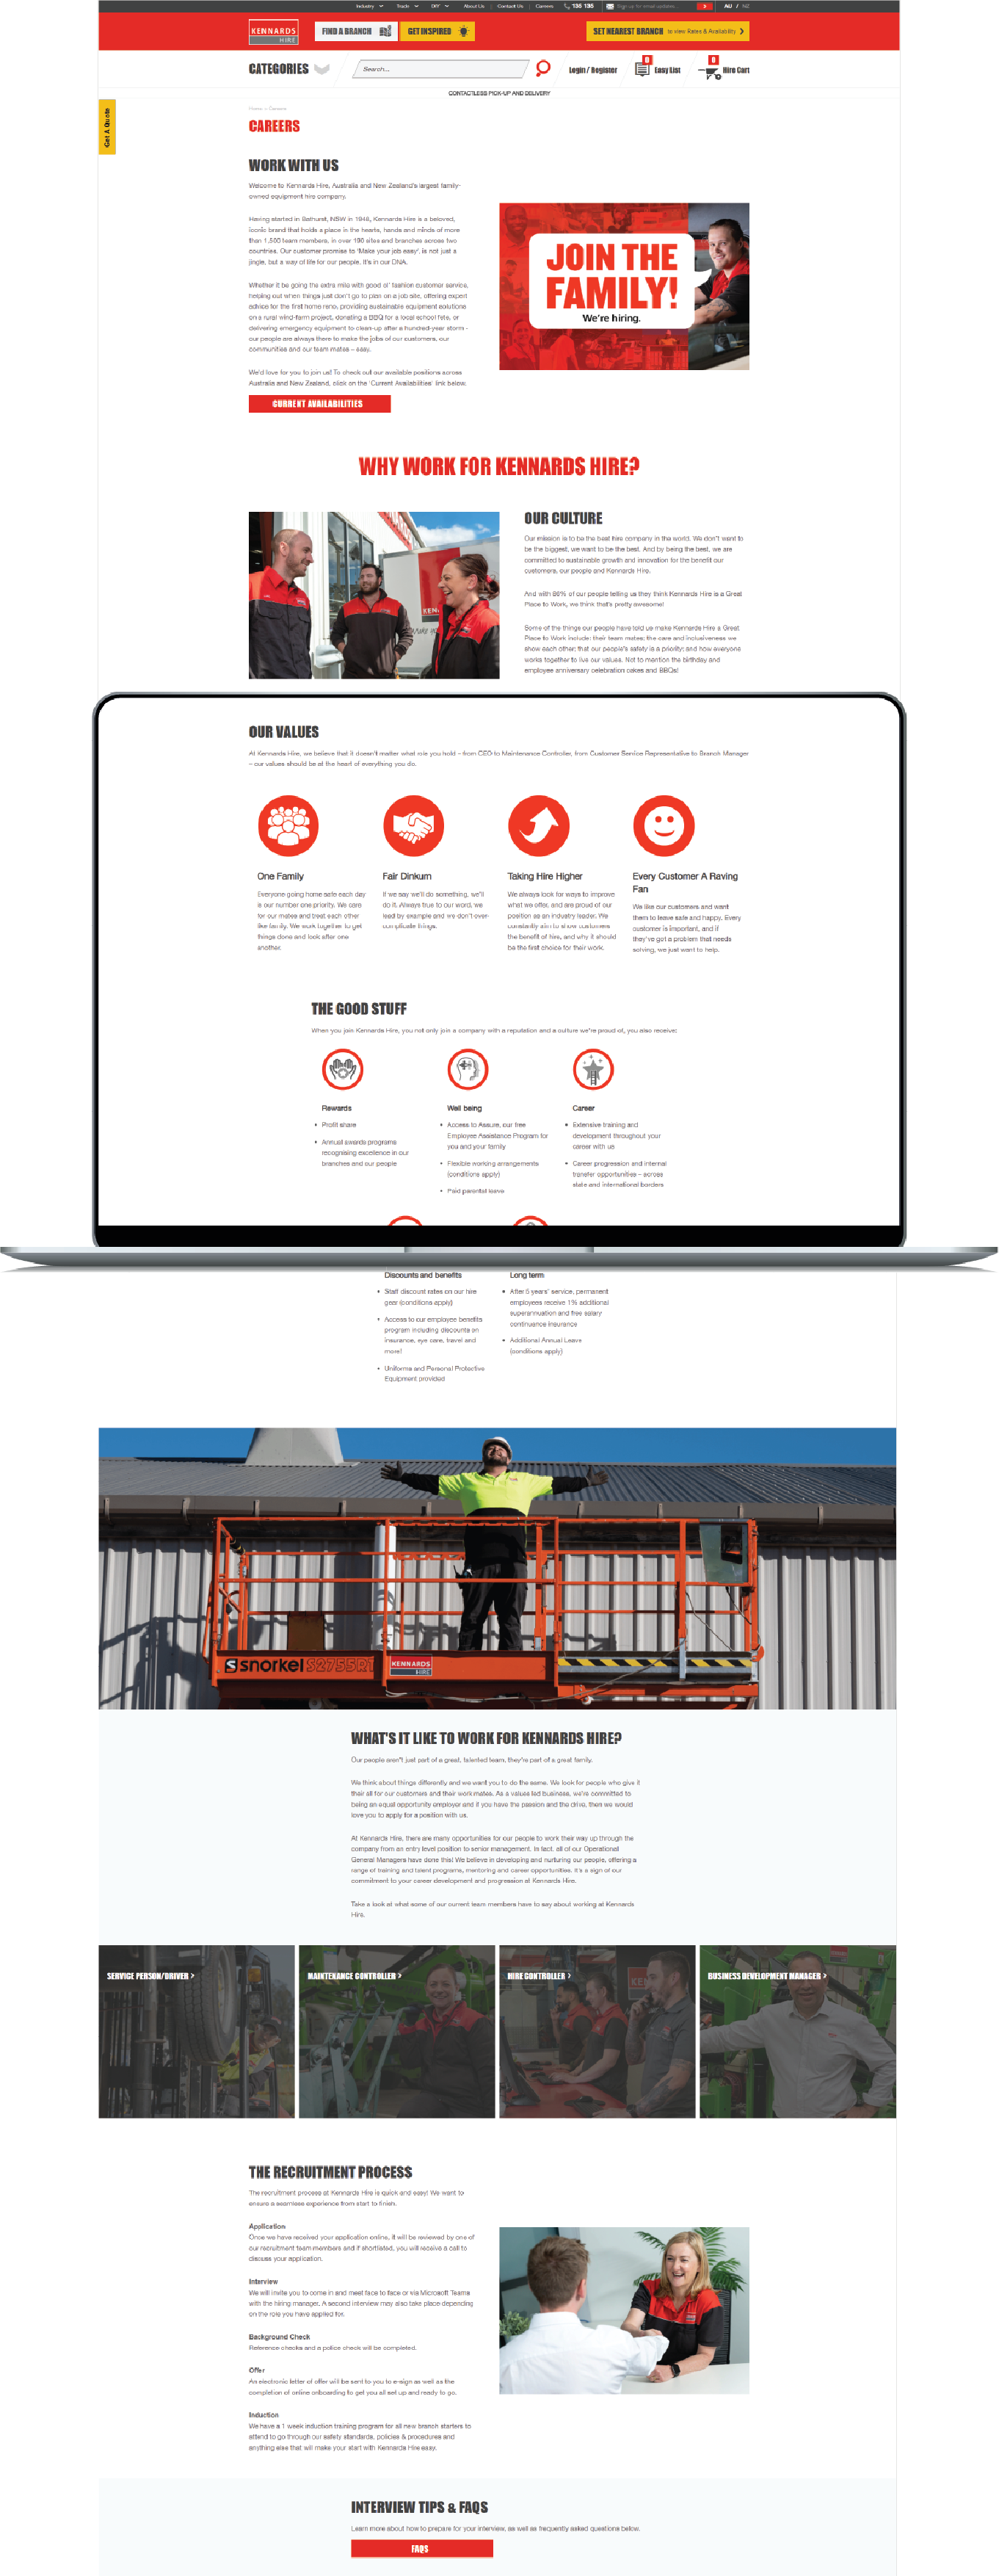 Industry Trade DIY About Us Contact Us Careers 135 135 Sign up for email updates... AU / NZ
KENNARDS
HIRE
FIND A BRANCH
GET INSPIRED
SET NEAREST BRANCH to view Rates & Availability
CATEGORIES
Search...
Login / Register
0
Easy List
0
Hire Cart
CONTACTLESS PICK-UP AND DELIVERY
Get A Quote
Home > Careers
CAREERS
WORK WITH US
Welcome to Kennards Hire, Australia and New Zealand's largest family-
owned equipment hire company.
Having started in Bathurst, NSW in 1948, Kennards Hire is a beloved,
iconic brand that holds a place in the hearts, hands and minds of more
than 1,500 team members, in over 190 sites and branches across two
countries. Our customer promise to 'Make your job easy', is not just a
jingle, but a way of life for our people. It's in our DNA.
Whether it be going the extra mile with good ol' fashion customer service,
helping out when things just don't go to plan on a job site, offering expert
advice for the first home reno, providing sustainable equipment solutions
on a rural wind-farm project, donating a BBQ for a local school fete, or
delivering emergency equipment to clean-up after a hundred-year storm -
our people are always there to make the jobs of our customers, our
communities and our team mates – easy.
We'd love for you to join us! To check out our available positions across
Australia and New Zealand, click on the 'Current Availabilities' link below.
CURRENT AVAILABILITIES
JOIN THE
FAMILY!
We're hiring.
WHY WORK FOR KENNARDS HIRE?
OUR CULTURE
Our mission is to be the best hire company in the world. We don't want to
be the biggest, we want to be the best. And by being the best, we are
committed to sustainable growth and innovation for the benefit our
customers, our people and Kennards Hire.
And with 86% of our people telling us they think Kennards Hire is a Great
Place to Work, we think that's pretty awesome!
Some of the things our people have told us make Kennards Hire a Great
Place to Work include: their team mates; the care and inclusiveness we
show each other; that our people's safety is a priority; and how everyone
works together to live our values. Not to mention the birthday and
employee anniversary celebration cakes and BBQs!
OUR VALUES
At Kennards Hire, we believe that it doesn't matter what role you hold – from CEO to Maintenance Controller, from Customer Service Representative to Branch Manager
– our values should be at the heart of everything you do.
One Family
Everyone going home safe each day
is our number one priority. We care
for our mates and treat each other
like family. We work together to get
things done and look after one
another.
Fair Dinkum
If we say we'll do something, we'll
do it. Always true to our word, we
lead by example and we don't over-
complicate things.
Taking Hire Higher
We always look for ways to improve
what we offer, and are proud of our
position as an industry leader. We
constantly aim to show customers
the benefit of hire, and why it should
be the first choice for their work.
Every Customer A Raving
Fan
We like our customers and want
them to leave safe and happy. Every
customer is important, and if
they've got a problem that needs
solving, we just want to help.
THE GOOD STUFF
When you join Kennards Hire, you not only join a company with a reputation and a culture we're proud of, you also receive:
Rewards
• Profit share
• Annual awards programs
recognising excellence in our
branches and our people
Well being
• Access to Assure, our free
Employee Assistance Program for
you and your family
• Flexible working arrangements
(conditions apply)
• Paid parental leave
Career
• Extensive training and
development throughout your
career with us
• Career progression and internal
transfer opportunities – across
state and international borders
Discounts and benefits
• Staff discount rates on our hire
gear (conditions apply)
• Access to our employee benefits
program including discounts on
insurance, eye care, travel and
more!
• Uniforms and Personal Protective
Equipment provided
Long term
• After 5 years' service, permanent
employees receive 1% additional
superannuation and free salary
continuance insurance
• Additional Annual Leave
(conditions apply)
snorkel S2755RT
KENNARDS
HIRE
WHAT'S IT LIKE TO WORK FOR KENNARDS HIRE?
Our people aren't just part of a great, talented team, they're part of a great family.
We think about things differently and we want you to do the same. We look for people who give it
their all for our customers and their work mates. As a values led business, we're committed to
being an equal opportunity employer and if you have the passion and the drive, then we would
love you to apply for a position with us.
At Kennards Hire, there are many opportunities for our people to work their way up through the
company from an entry level position to senior management. In fact, all of our Operational
General Managers have done this! We believe in developing and nurturing our people, offering a
range of training and talent programs, mentoring and career opportunities. It's a sign of our
commitment to your career development and progression at Kennards Hire.
Take a look at what some of our current team members have to say about working at Kennards
Hire.
SERVICE PERSON/DRIVER >
MAINTENANCE CONTROLLER >
HIRE CONTROLLER >
BUSINESS DEVELOPMENT MANAGER >
THE RECRUITMENT PROCESS
The recruitment process at Kennards Hire is quick and easy! We want to
ensure a seamless experience from start to finish.
Application
Once we have received your application online, it will be reviewed by one of
our recruitment team members and if shortlisted, you will receive a call to
discuss your application.
Interview
We will invite you to come in and meet face to face or via Microsoft Teams
with the hiring manager. A second interview may also take place depending
on the role you have applied for.
Background Check
Reference checks and a police check will be completed.
Offer
An electronic letter of offer will be sent to you to e-sign as well as the
completion of online onboarding to get you all set up and ready to go.
Induction
We have a 1 week induction training program for all new branch starters to
attend to go through our safety standards, policies & procedures and
anything else that will make your start with Kennards Hire easy.
INTERVIEW TIPS & FAQS
Learn more about how to prepare for your interview, as well as frequently asked questions below.
FAQS